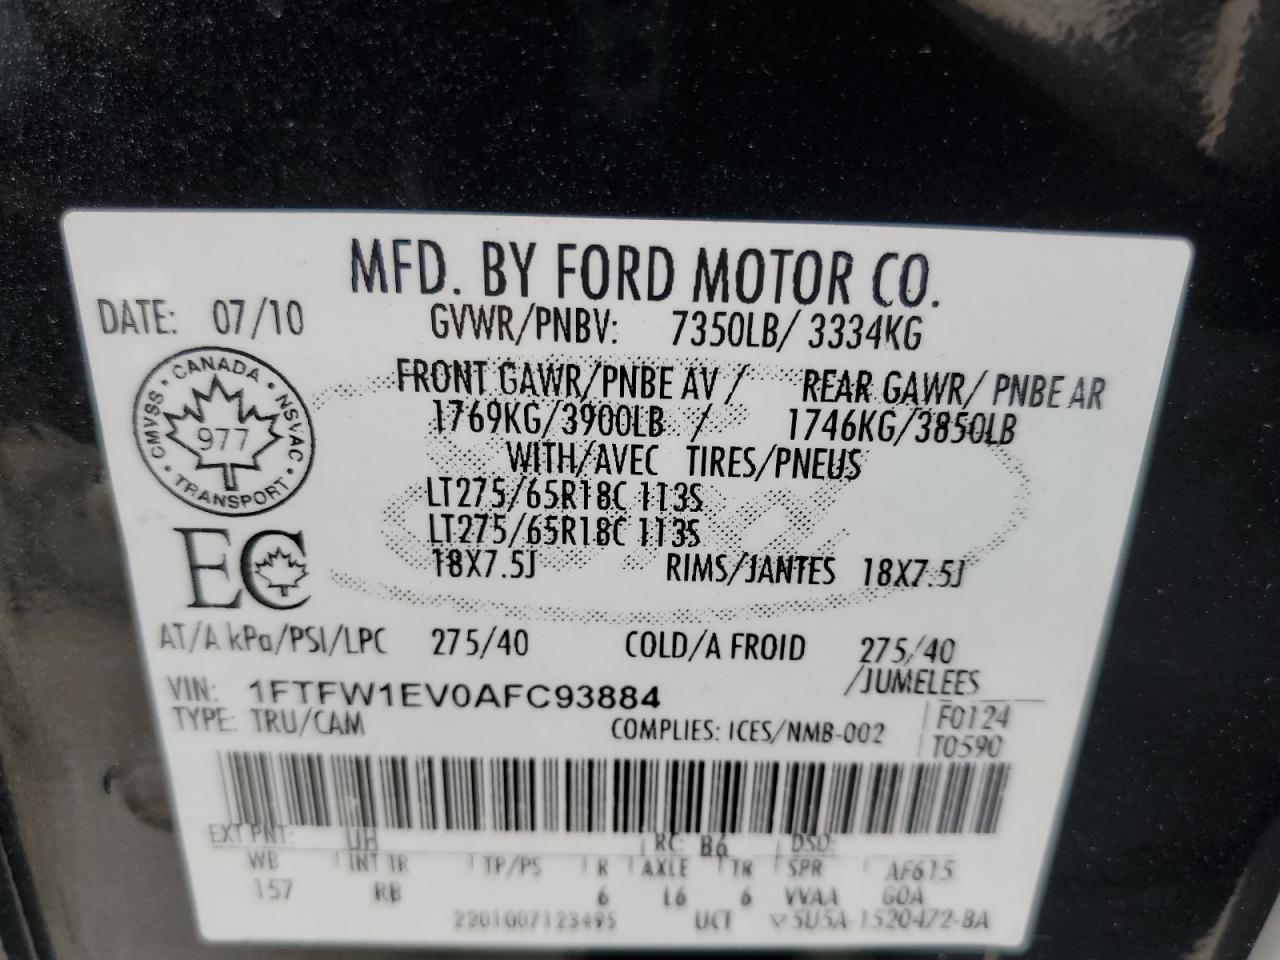 MFD. BY FORD MOTOR CO.
DATE: 07/10
GVWR/PNBV: 7350LB/ 3334KG
CANADA
CMVSS
NSVAC
977
TRANSPORT
FRONT GAWR/PNBE AV / REAR GAWR/ PNBE AR
1769KG/3900LB / 1746KG/3850LB
WITH/AVEC TIRES/PNEUS
LT275/65R18C 113S
LT275/65R18C 113S
18X7.5J RIMS/JANTES 18X7.5J
EC
AT/A kPa/PSI/LPC 275/40 COLD/A FROID 275/40
/JUMELEES
VIN: 1FTFW1EV0AFC93884
TYPE: TRU/CAM COMPLIES: ICES/NMB-002
F0124
T0590
EXT PNT: UH RC: B6 DSO:
WB INT TR TP/PS R AXLE TR SPR AF615
157 RB 6 L6 6 VVAA G0A
2201007123495 UCT 5U5A-1520472-BA